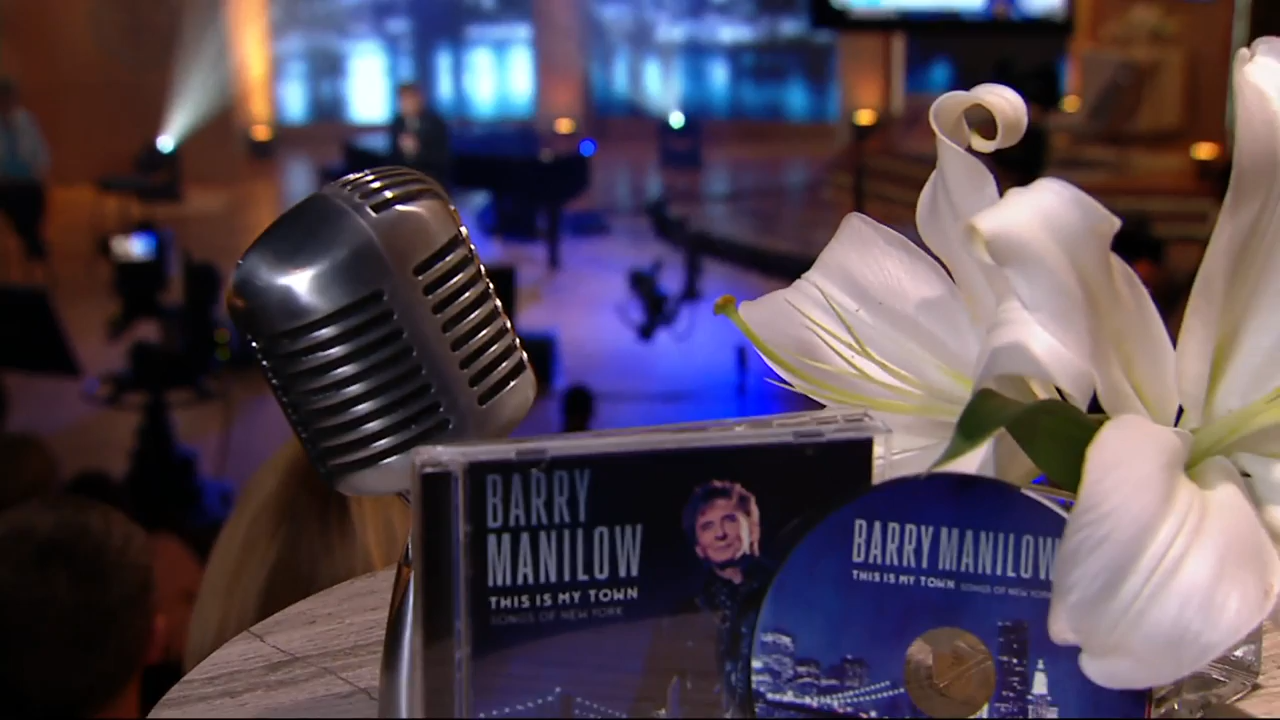 BARRY
MANILOW
THIS IS MY TOWN
SONGS OF NEW YORK
BARRY MANILOW
THIS IS MY TOWN SONGS OF NEW YORK